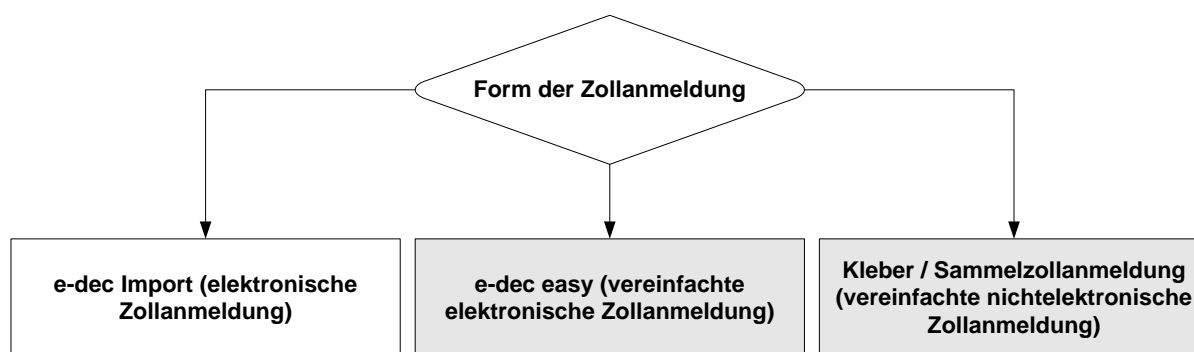 Form der Zollanmeldung
e-dec Import (elektronische
Zollanmeldung)
e-dec easy (vereinfachte
elektronische Zollanmeldung)
Kleber / Sammelzollanmeldung
(vereinfachte nichtelektronische
Zollanmeldung)